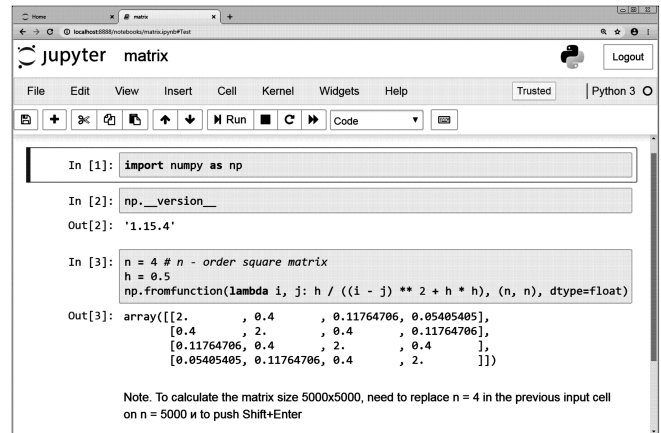 Home × matrix × +
localhost:8888/notebooks/matrix.ipynb#Test
jupyter matrix
Logout
File Edit View Insert Cell Kernel Widgets Help Trusted Python 3 O
Run Code
In [1]: import numpy as np
In [2]: np.__version__
Out[2]: '1.15.4'
In [3]: n = 4 # n - order square matrix
h = 0.5
np.fromfunction(lambda i, j: h / ((i - j) ** 2 + h * h), (n, n), dtype=float)
Out[3]: array([[2. , 0.4 , 0.11764706, 0.05405405],
[0.4 , 2. , 0.4 , 0.11764706],
[0.11764706, 0.4 , 2. , 0.4 ],
[0.05405405, 0.11764706, 0.4 , 2. ]])
Note. To calculate the matrix size 5000x5000, need to replace n = 4 in the previous input cell
on n = 5000 и to push Shift+Enter